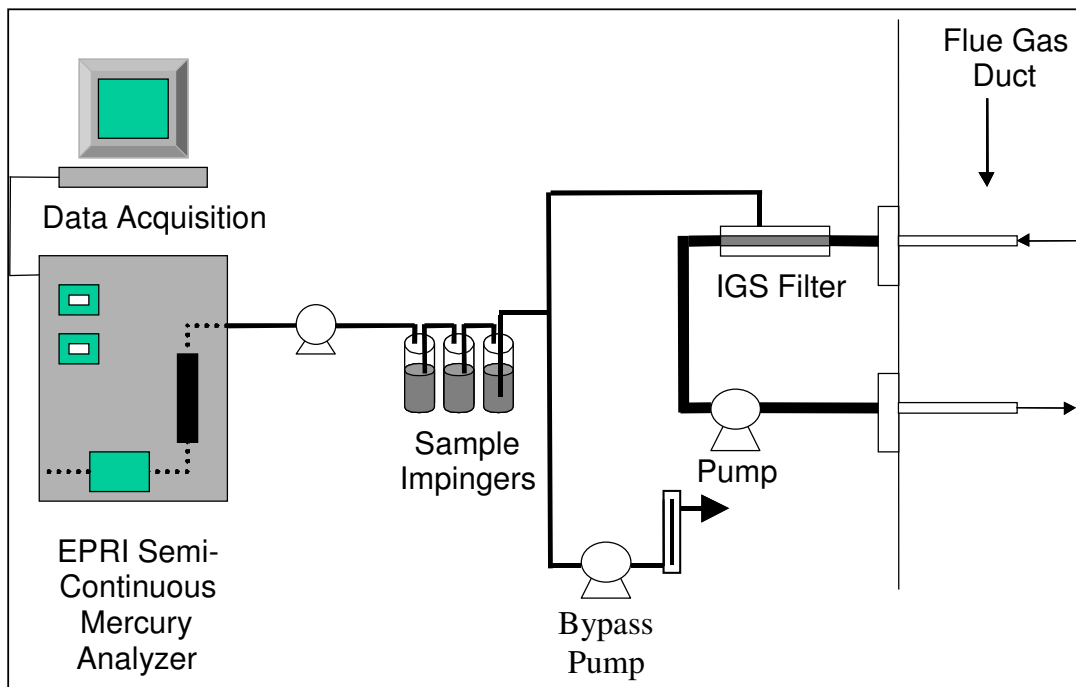 Flue Gas
Duct
Data Acquisition
IGS Filter
Sample
Impingers
Pump
EPRI Semi-
Continuous
Mercury
Analyzer
Bypass
Pump